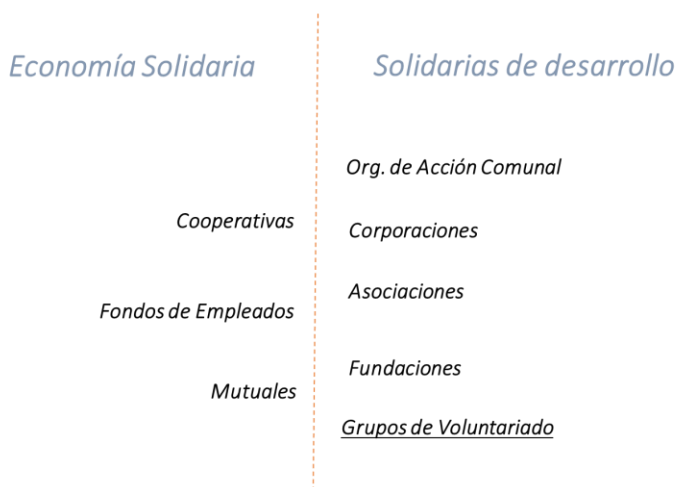 Economía Solidaria
Cooperativas
Fondos de Empleados
Mutuales
Solidarias de desarrollo
Org. de Acción Comunal
Corporaciones
Asociaciones
Fundaciones
Grupos de Voluntariado